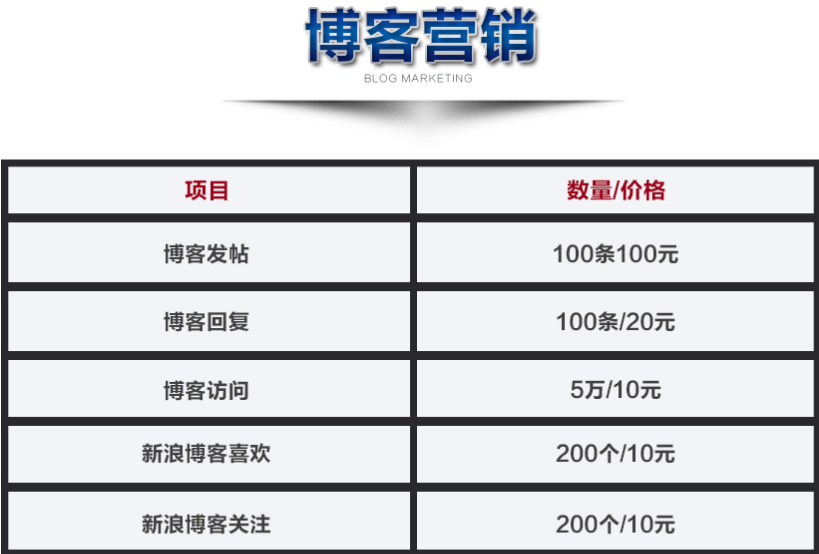 博客营销
BLOG MARKETING
项目 数量/价格
博客发帖 100条100元
博客回复 100条/20元
博客访问 5万/10元
新浪博客喜欢 200个/10元
新浪博客关注 200个/10元